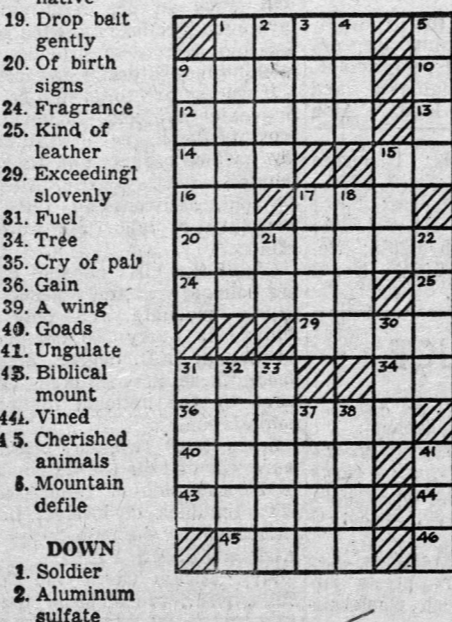 native
19. Drop bait
gently
20. Of birth
signs
24. Fragrance
25. Kind of
leather
29. Exceedingl
slovenly
31. Fuel
34. Tree
35. Cry of pai
36. Gain
39. A wing
40. Goads
41. Ungulate
43. Biblical
mount
44. Vined
45. Cherished
animals
Mountain
defile
DOWN
1. Soldier
2. Aluminum
sulfate
1 2 3 4 5
9 10
12 13
14 15
16 17 18
20 21 22
24 25
29 30
31 32 33 34
36 37 38
40 41
43 44
45 46